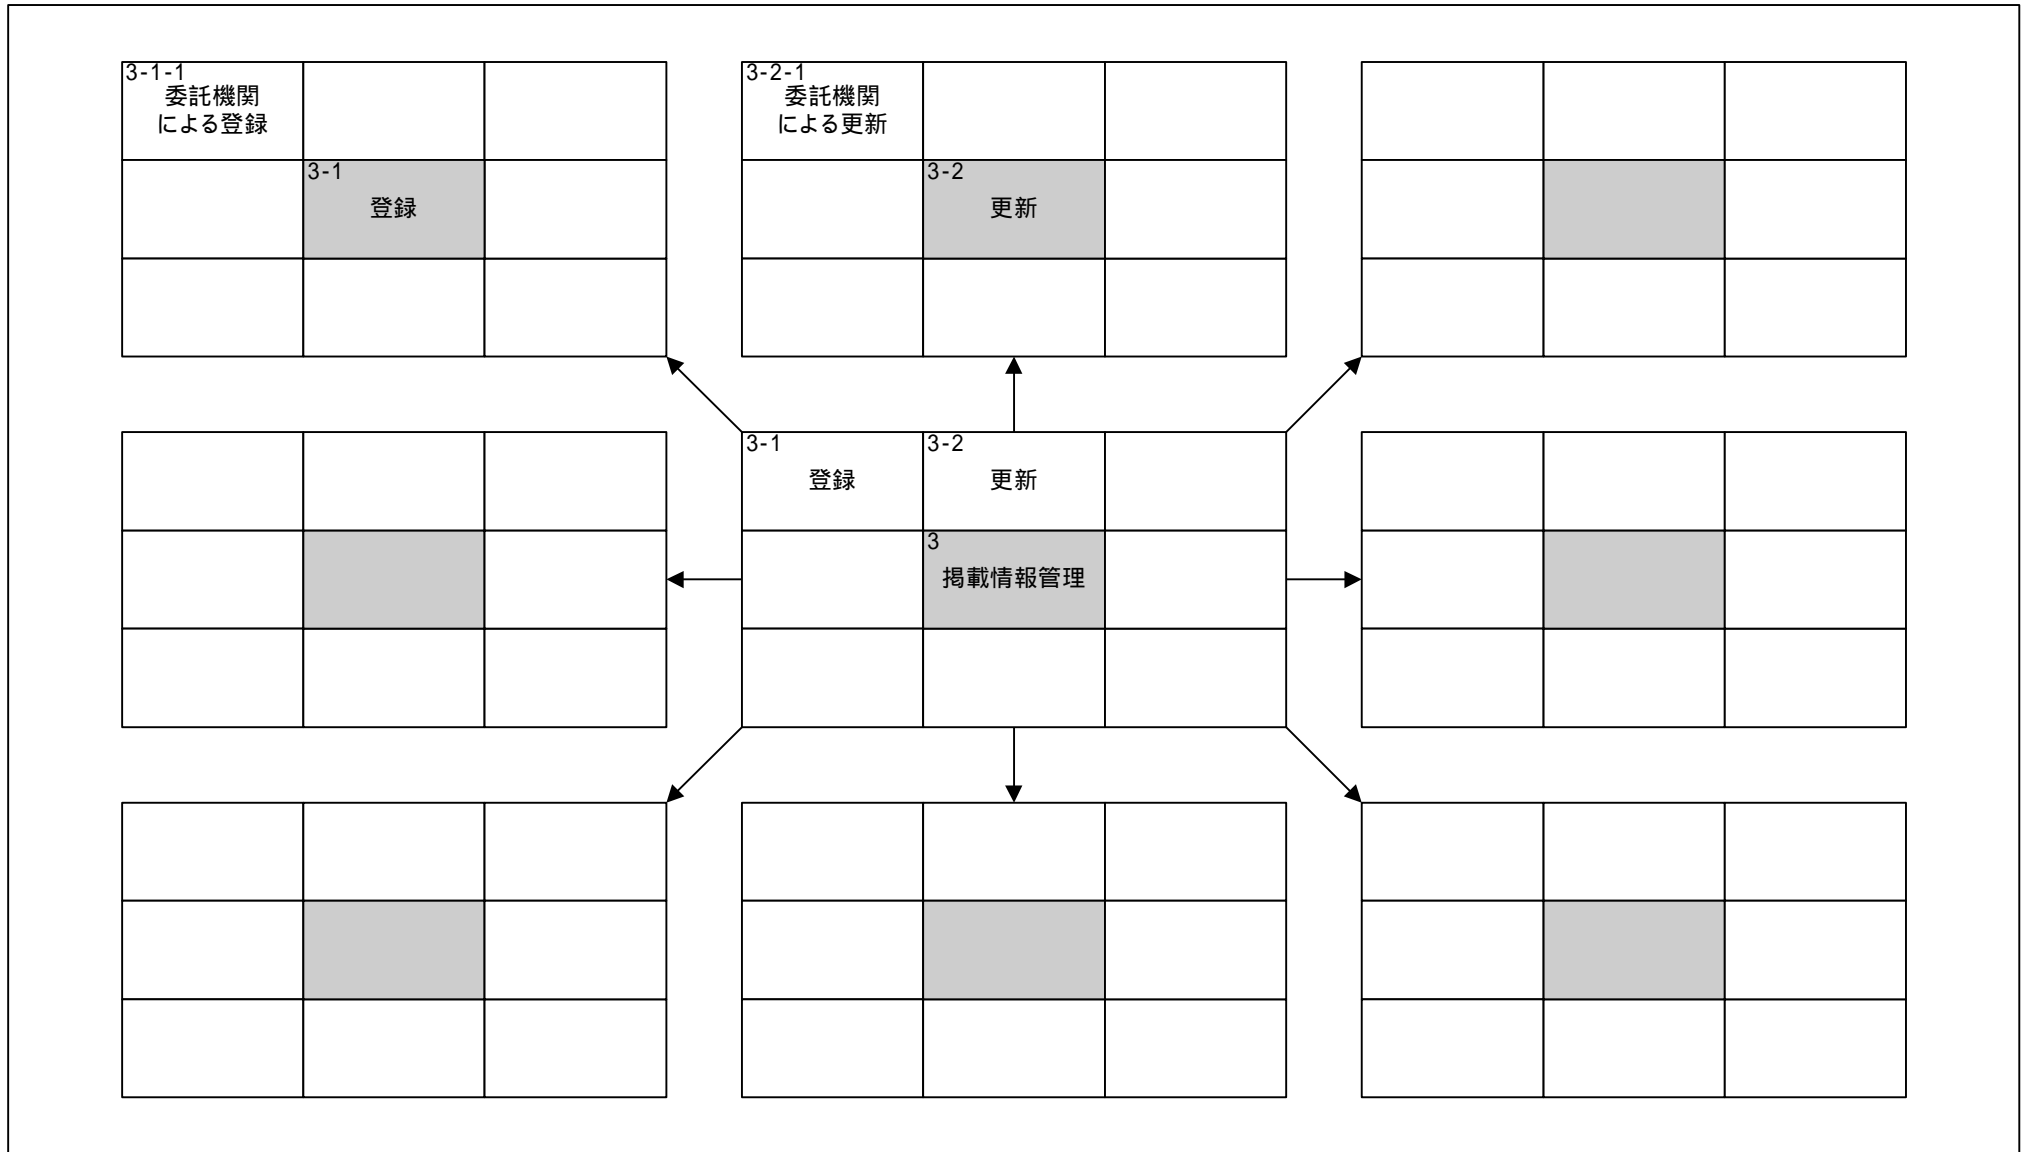 3-1-1
委託機関
による登録
3-1
登録
3-2-1
委託機関
による更新
3-2
更新
3-1
登録
3-2
更新
3
掲載情報管理